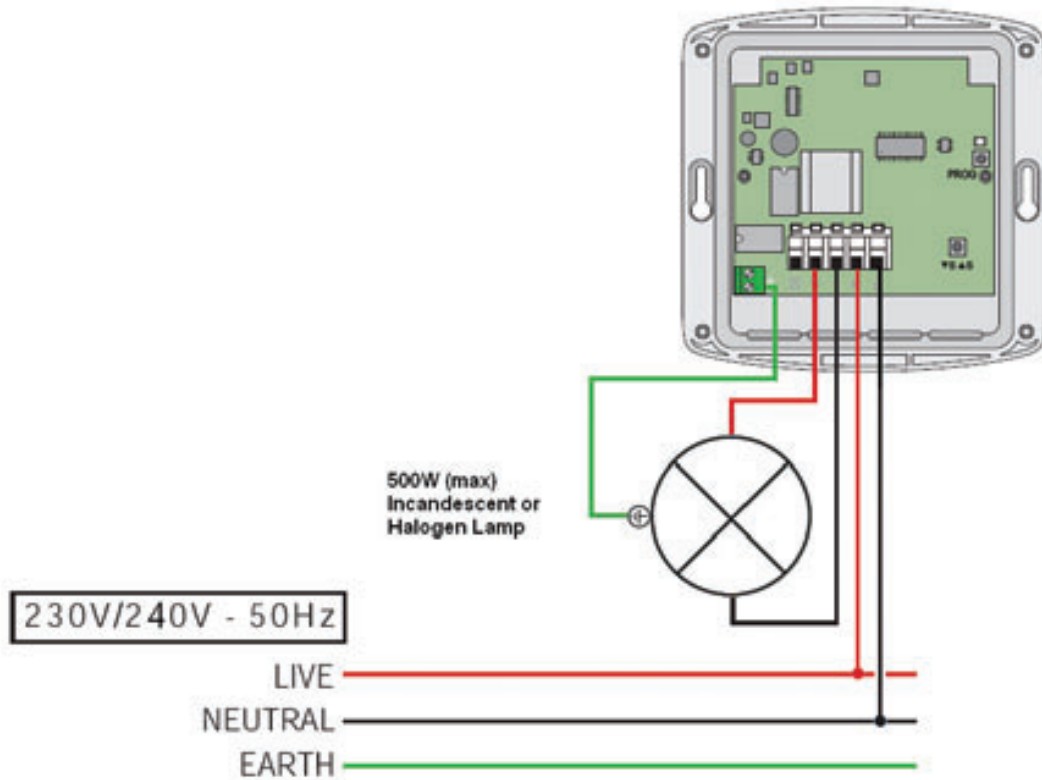 PROG
500W (max)
Incandescent or
Halogen Lamp
230V/240V - 50Hz
LIVE
NEUTRAL
EARTH